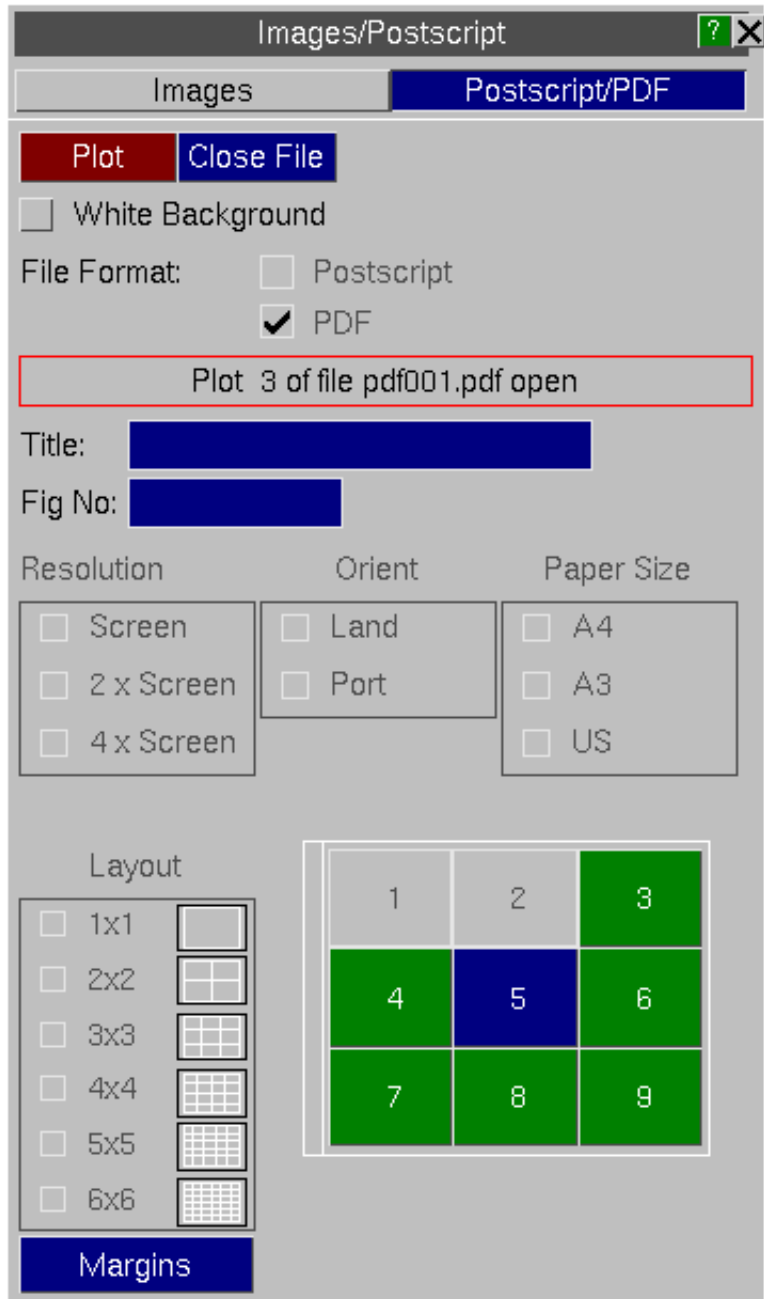 Images/Postscript ?
Images Postscript/PDF
Plot Close File
White Background
File Format: Postscript
PDF
Plot 3 of file pdf001.pdf open
Title:
Fig No:
Resolution Orient Paper Size
Screen Land A4
2 x Screen Port A3
4 x Screen US
Layout
1 2 3
1x1
2x2
4 5 6
3x3
4x4
7 8 9
5x5
6x6
Margins